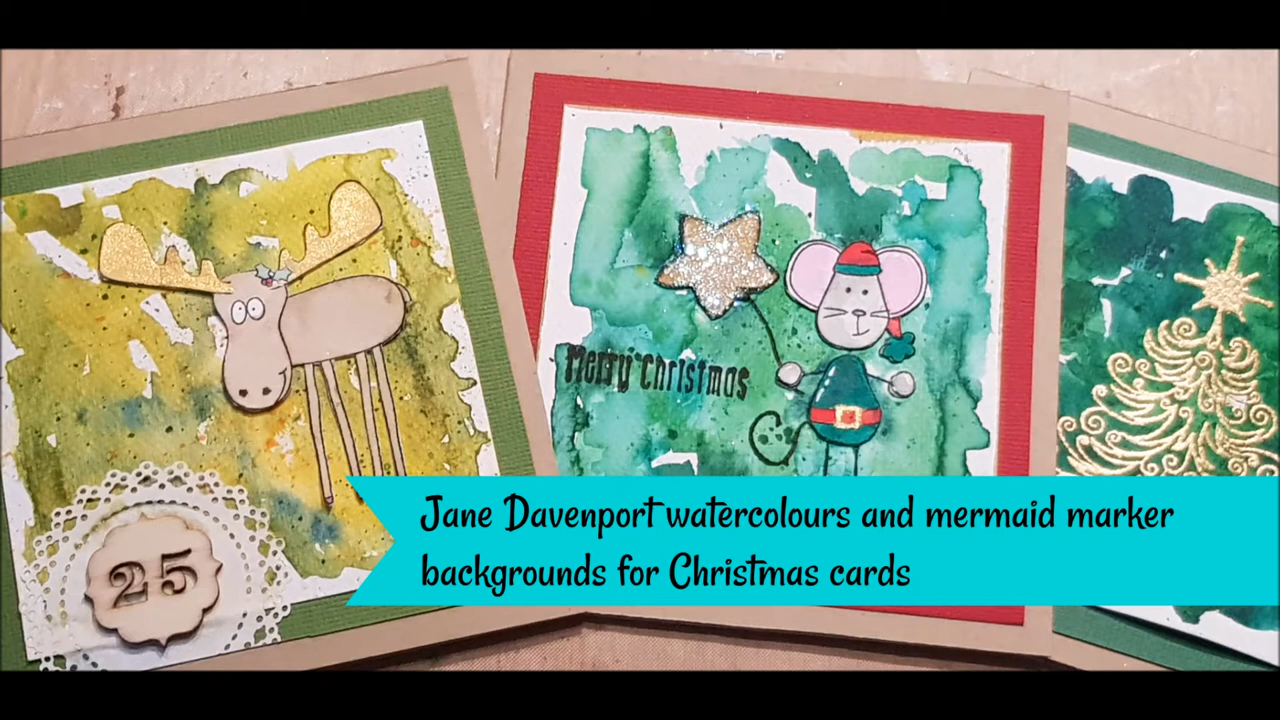 Merry Christmas
Jane Davenport watercolours and mermaid marker
backgrounds for Christmas cards
25